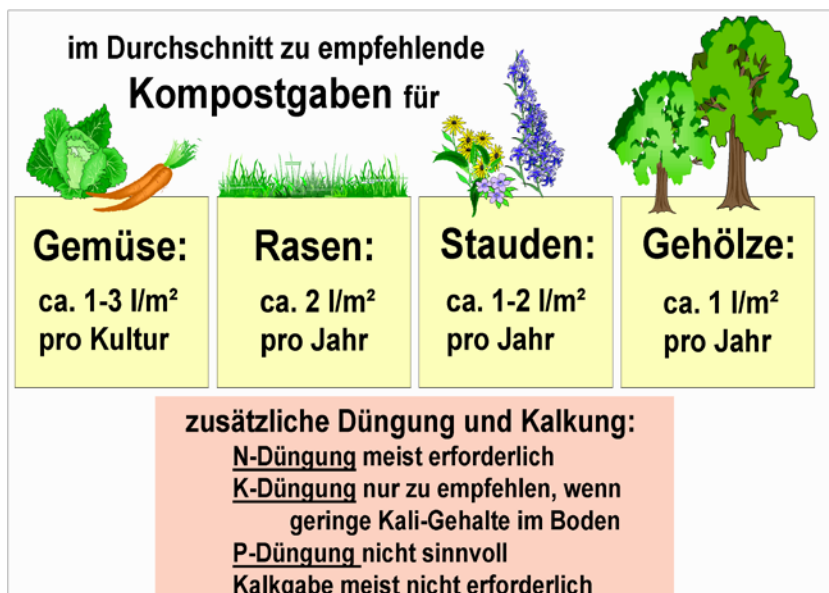 im Durchschnitt zu empfehlende
Kompostgaben für
Gemüse:
ca. 1-3 l/m²
pro Kultur
Rasen:
ca. 2 l/m²
pro Jahr
Stauden:
ca. 1-2 l/m²
pro Jahr
Gehölze:
ca. 1 l/m²
pro Jahr
zusätzliche Düngung und Kalkung:
N-Düngung meist erforderlich
K-Düngung nur zu empfehlen, wenn
geringe Kali-Gehalte im Boden
P-Düngung nicht sinnvoll
Kalkgabe meist nicht erforderlich